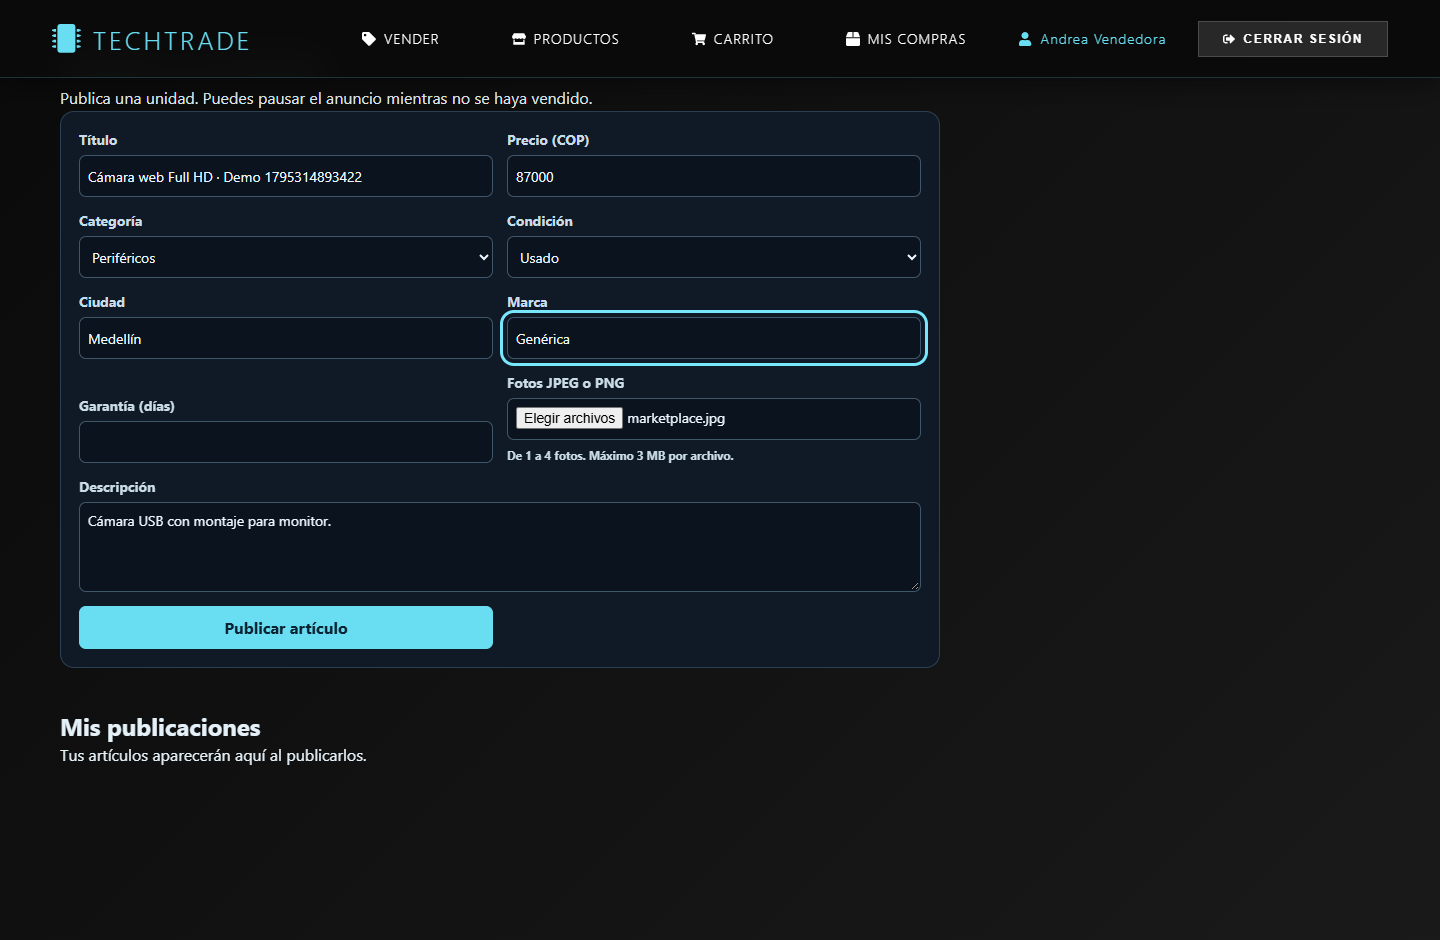 TECHTRADE
VENDER
PRODUCTOS
CARRITO
MIS COMPRAS
Andrea Vendedora
CERRAR SESIÓN
Publica una unidad. Puedes pausar el anuncio mientras no se haya vendido.
Título
Precio (COP)
Cámara web Full HD · Demo 1795314893422
87000
Categoría
Condición
Periféricos
Usado
Ciudad
Marca
Medellín
Genérica
Garantía (días)
Fotos JPEG o PNG
Elegir archivos marketplace.jpg
De 1 a 4 fotos. Máximo 3 MB por archivo.
Descripción
Cámara USB con montaje para monitor.
Publicar artículo
Mis publicaciones
Tus artículos aparecerán aquí al publicarlos.